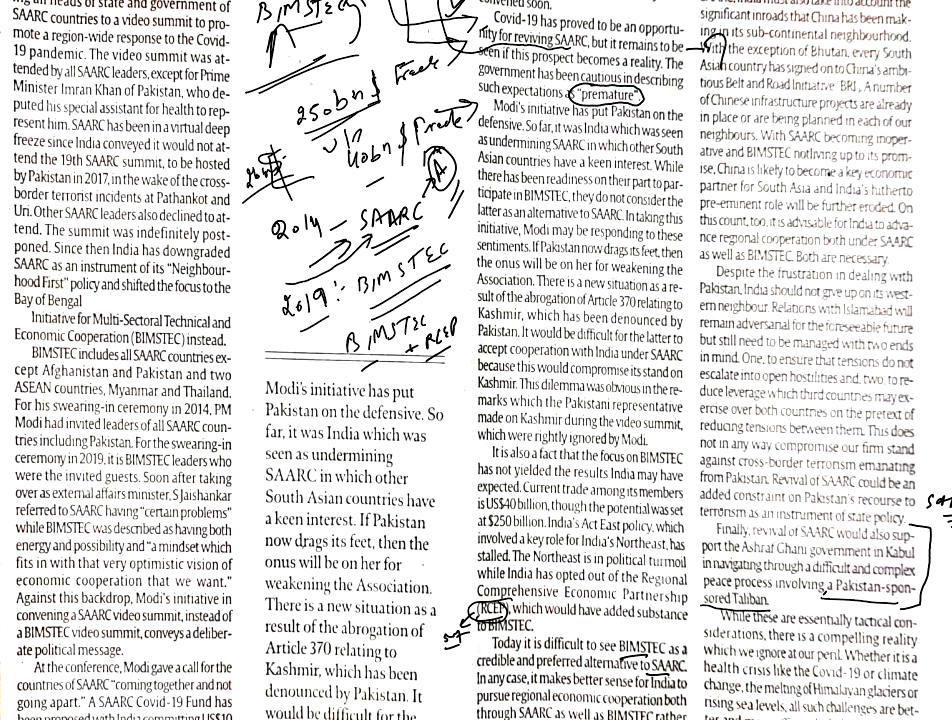 ing all heads of state and government of
SAARC countries to a video summit to pro-
mote a region-wide response to the Covid-
19 pandemic. The video summit was at-
tended by all SAARC leaders, except for Prime
Minister Imran Khan of Pakistan, who de-
puted his special assistant for health to rep-
resent him. SAARC has been in a virtual deep
freeze since India conveyed it would not at-
tend the 19th SAARC summit, to be hosted
by Pakistan in 2017, in the wake of the cross-
border terrorist incidents at Pathankot and
Uri. Other SAARC leaders also declined to at-
tend. The summit was indefinitely post-
poned. Since then India has downgraded
SAARC as an instrument of its "Neighbour-
hood First" policy and shifted the focus to the
Bay of Bengal
Initiative for Multi-Sectoral Technical and
Economic Cooperation (BIMSTEC) instead.
BIMSTEC includes all SAARC countries ex-
cept Afghanistan and Pakistan and two
ASEAN countries, Myanmar and Thailand.
For his swearing-in ceremony in 2014, PM
Modi had invited leaders of all SAARC coun-
tries including Pakistan. For the swearing-in
ceremony in 2019, it is BIMSTEC leaders who
were the invited guests. Soon after taking
over as external affairs minister, S Jaishankar
referred to SAARC having "certain problems"
while BIMSTEC was described as having both
energy and possibility and "a mindset which
fits in with that very optimistic vision of
economic cooperation that we want."
Against this backdrop, Modi's initiative in
convening a SAARC video summit, instead of
a BIMSTEC video summit, conveys a deliber-
ate political message.
At the conference, Modi gave a call for the
countries of SAARC "coming together and not
going apart." A SAARC Covid-19 Fund has
been proposed with India committing US$10
BIMSTEC
250bn $ Trade
40bn $ Trade
2014 - SAARC
A
2019:- BIMSTEC
BIMSTEC
+ RCEP
Modi's initiative has put
Pakistan on the defensive. So
far, it was India which was
seen as undermining
SAARC in which other
South Asian countries have
a keen interest. If Pakistan
now drags its feet, then the
onus will be on her for
weakening the Association.
There is a new situation as a
result of the abrogation of
Article 370 relating to
Kashmir, which has been
denounced by Pakistan. It
would be difficult for the
convened soon.
Covid-19 has proved to be an opportu-
nity for reviving SAARC, but it remains to be
seen if this prospect becomes a reality. The
government has been cautious in describing
such expectations as "premature".
Modi's initiative has put Pakistan on the
defensive. So far, it was India which was seen
as undermining SAARC in which other South
Asian countries have a keen interest. While
there has been readiness on their part to par-
ticipate in BIMSTEC, they do not consider the
latter as an alternative to SAARC. In taking this
initiative, Modi may be responding to these
sentiments. If Pakistan now drags its feet, then
the onus will be on her for weakening the
Association. There is a new situation as a re-
sult of the abrogation of Article 370 relating to
Kashmir, which has been denounced by
Pakistan. It would be difficult for the latter to
accept cooperation with India under SAARC
because this would compromise its stand on
Kashmir. This dilemma was obvious in the re-
marks which the Pakistani representative
made on Kashmir during the video summit,
which were rightly ignored by Modi.
It is also a fact that the focus on BIMSTEC
has not yielded the results India may have
expected. Current trade among its members
is US$40 billion, though the potential was set
at $250 billion. India's Act East policy, which
involved a key role for India's Northeast, has
stalled. The Northeast is in political turmoil
while India has opted out of the Regional
Comprehensive Economic Partnership
(RCEP), which would have added substance
to BIMSTEC.
Today it is difficult to see BIMSTEC as a
credible and preferred alternative to SAARC.
In any case, it makes better sense for India to
pursue regional economic cooperation both
through SAARC as well as BIMSTEC rather
significant inroads that China has been mak-
ing in its sub-continental neighbourhood.
With the exception of Bhutan, every South
Asian country has signed on to China's ambi-
tious Belt and Road Initiative (BRI). A number
of Chinese infrastructure projects are already
in place or are being planned in each of our
neighbours. With SAARC becoming inoper-
ative and BIMSTEC not living up to its prom-
ise, China is likely to become a key economic
partner for South Asia and India's hitherto
pre-eminent role will be further eroded. On
this count, too, it is advisable for India to adva-
nce regional cooperation both under SAARC
as well as BIMSTEC. Both are necessary.
Despite the frustration in dealing with
Pakistan, India should not give up on its west-
ern neighbour. Relations with Islamabad will
remain adversarial for the foreseeable future
but still need to be managed with two ends
in mind. One, to ensure that tensions do not
escalate into open hostilities and, two, to re-
duce leverage which third countries may ex-
ercise over both countries on the pretext of
reducing tensions between them. This does
not in any way compromise our firm stand
against cross-border terrorism emanating
from Pakistan. Revival of SAARC could be an
added constraint on Pakistan's recourse to
terrorism as an instrument of state policy.
Finally, revival of SAARC would also sup-
port the Ashraf Ghani government in Kabul
in navigating through a difficult and complex
peace process involving a Pakistan-spon-
sored Taliban.
While these are essentially tactical con-
siderations, there is a compelling reality
which we ignore at our peril. Whether it is a
health crisis like the Covid-19 or climate
change, the melting of Himalayan glaciers or
rising sea levels, all such challenges are bet-